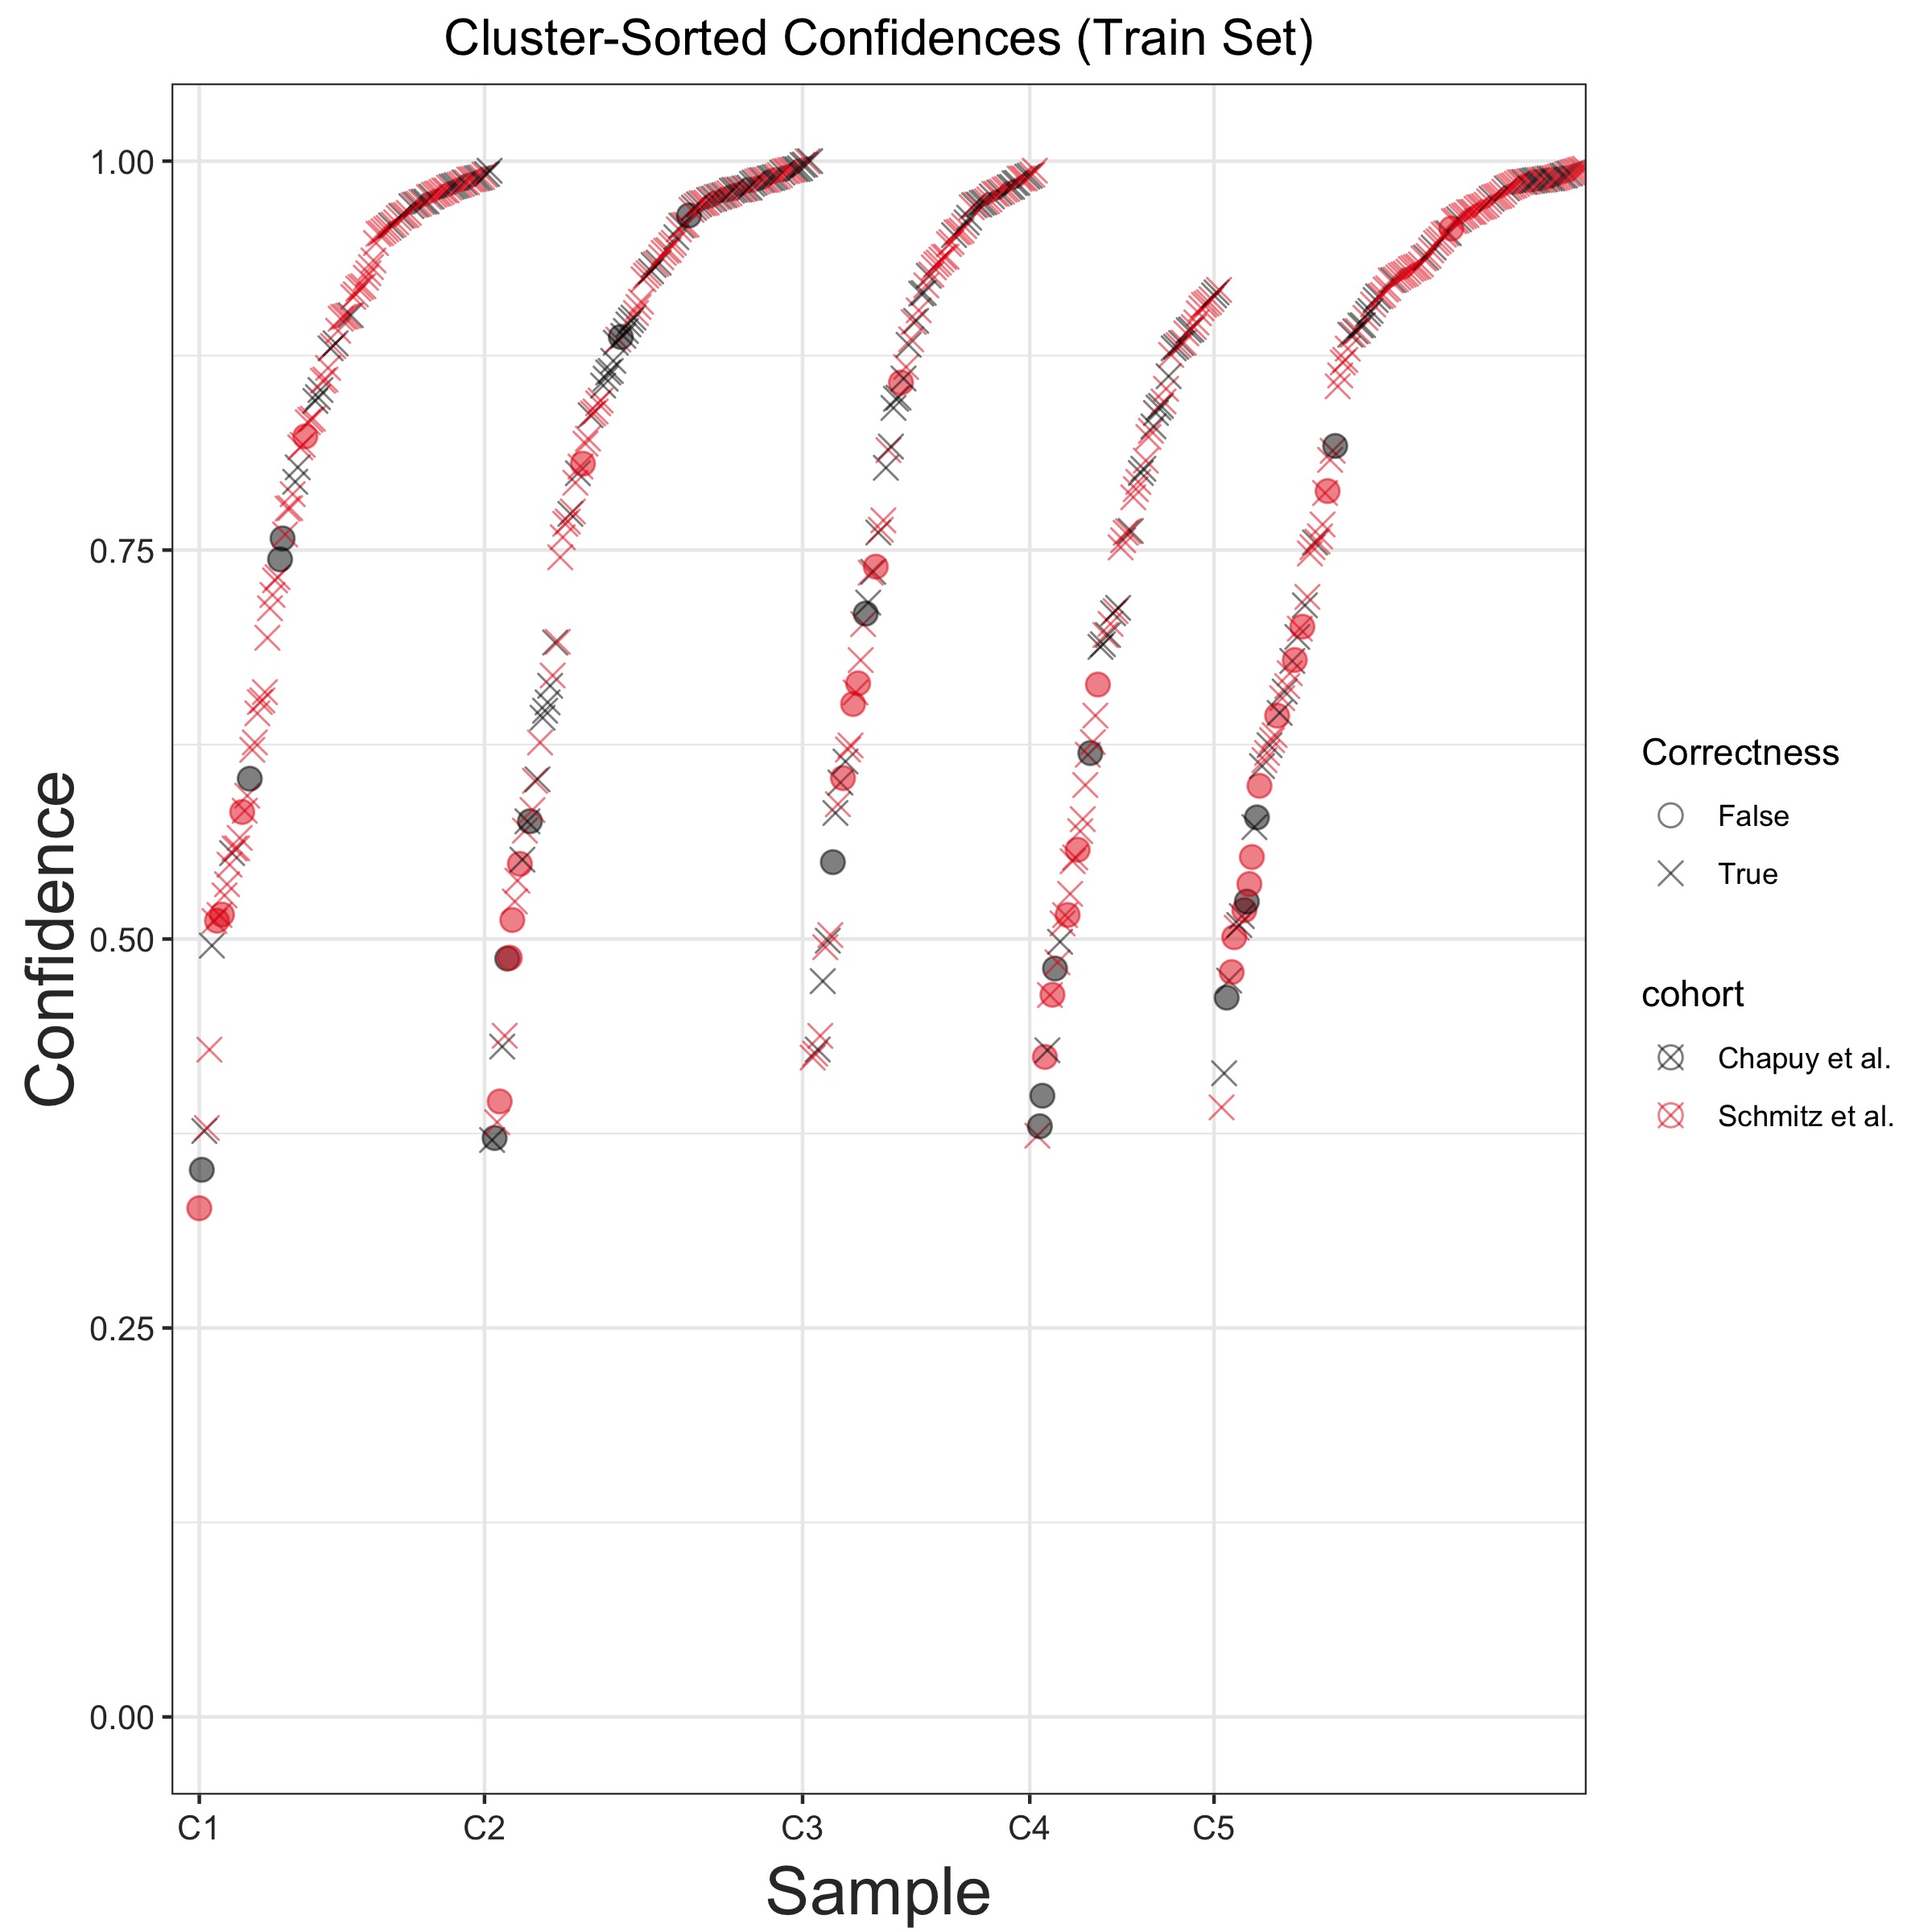 Cluster-Sorted Confidences (Train Set)
1.00
0.75
0.50
0.25
0.00
Confidence
C1 C2 C3 C4 C5
Sample
Correctness
False
True
cohort
Chapuy et al.
Schmitz et al.